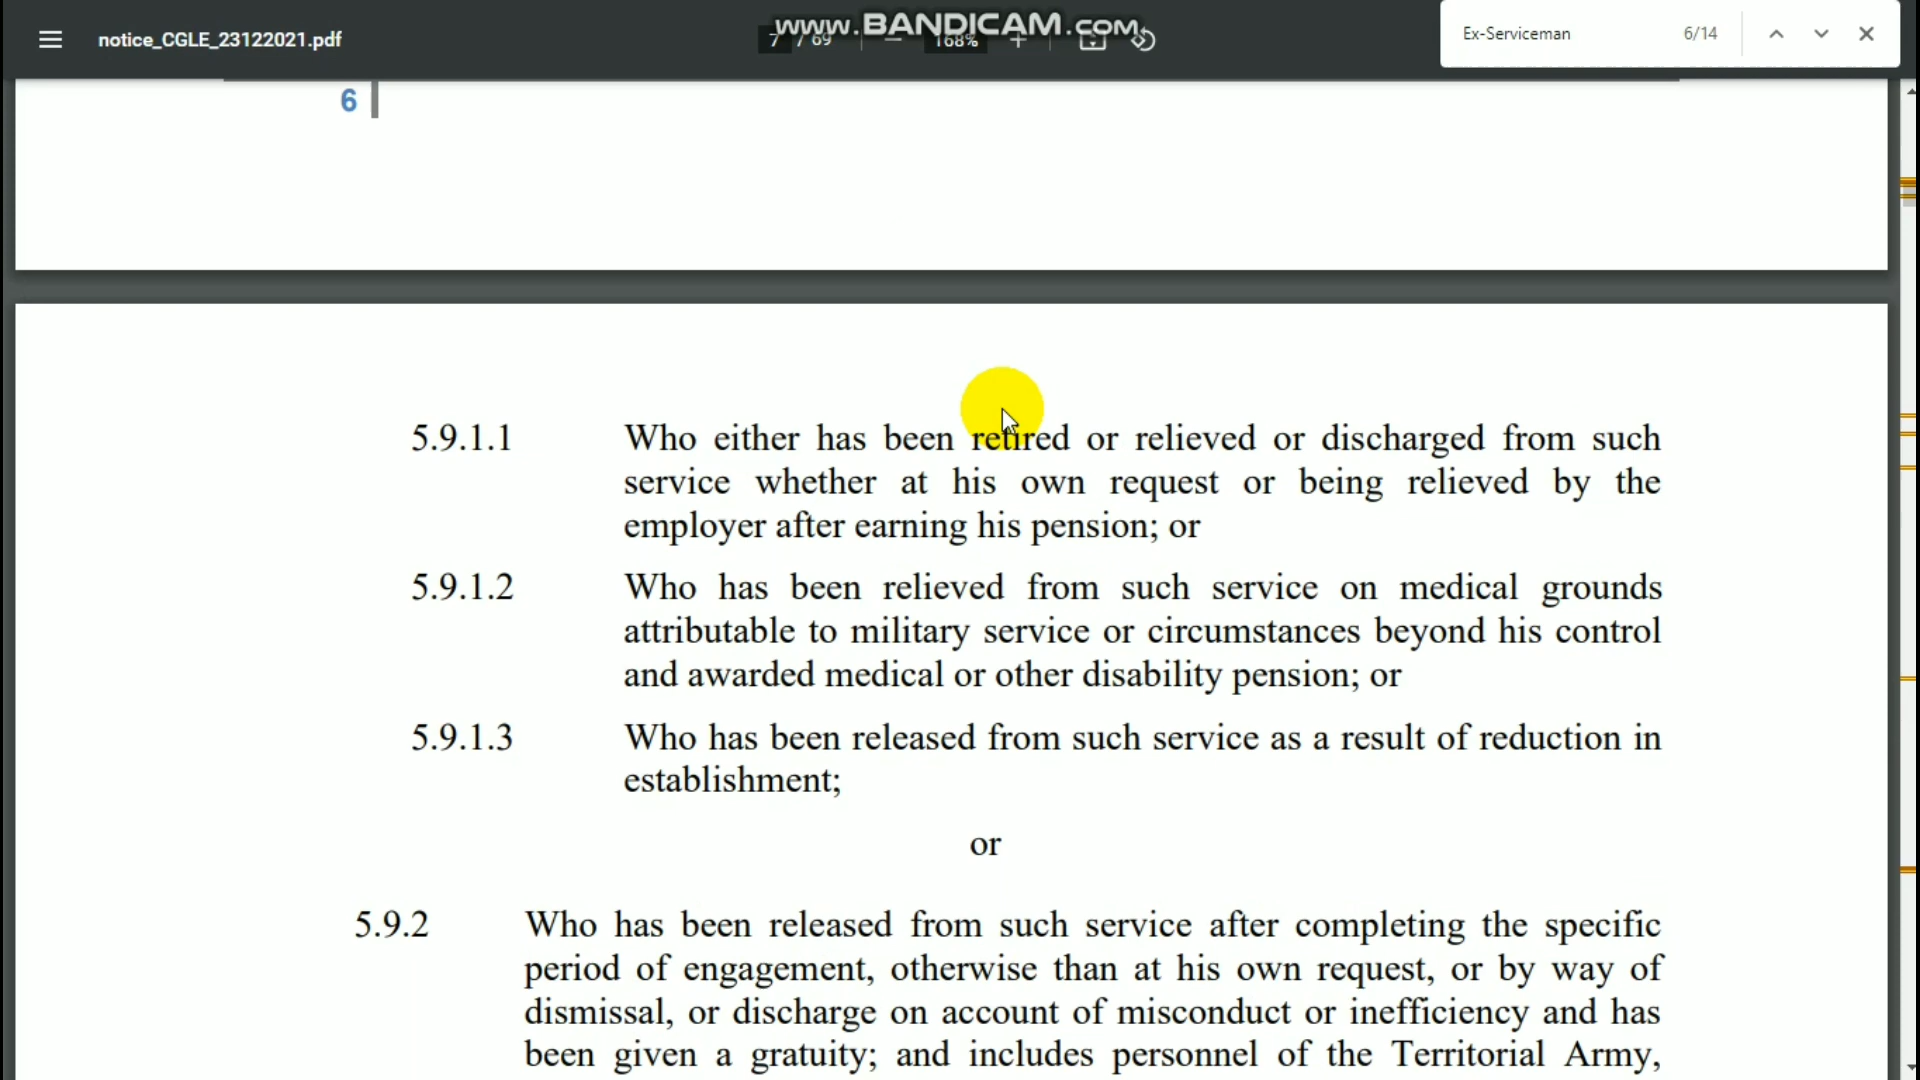 notice_CGLE_23122021.pdf
7 / 69
168%
www.BANDICAM.com
Ex-Serviceman
6/14
6
5.9.1.1 Who either has been retired or relieved or discharged from such
service whether at his own request or being relieved by the
employer after earning his pension; or
5.9.1.2 Who has been relieved from such service on medical grounds
attributable to military service or circumstances beyond his control
and awarded medical or other disability pension; or
5.9.1.3 Who has been released from such service as a result of reduction in
establishment;
or
5.9.2 Who has been released from such service after completing the specific
period of engagement, otherwise than at his own request, or by way of
dismissal, or discharge on account of misconduct or inefficiency and has
been given a gratuity; and includes personnel of the Territorial Army,